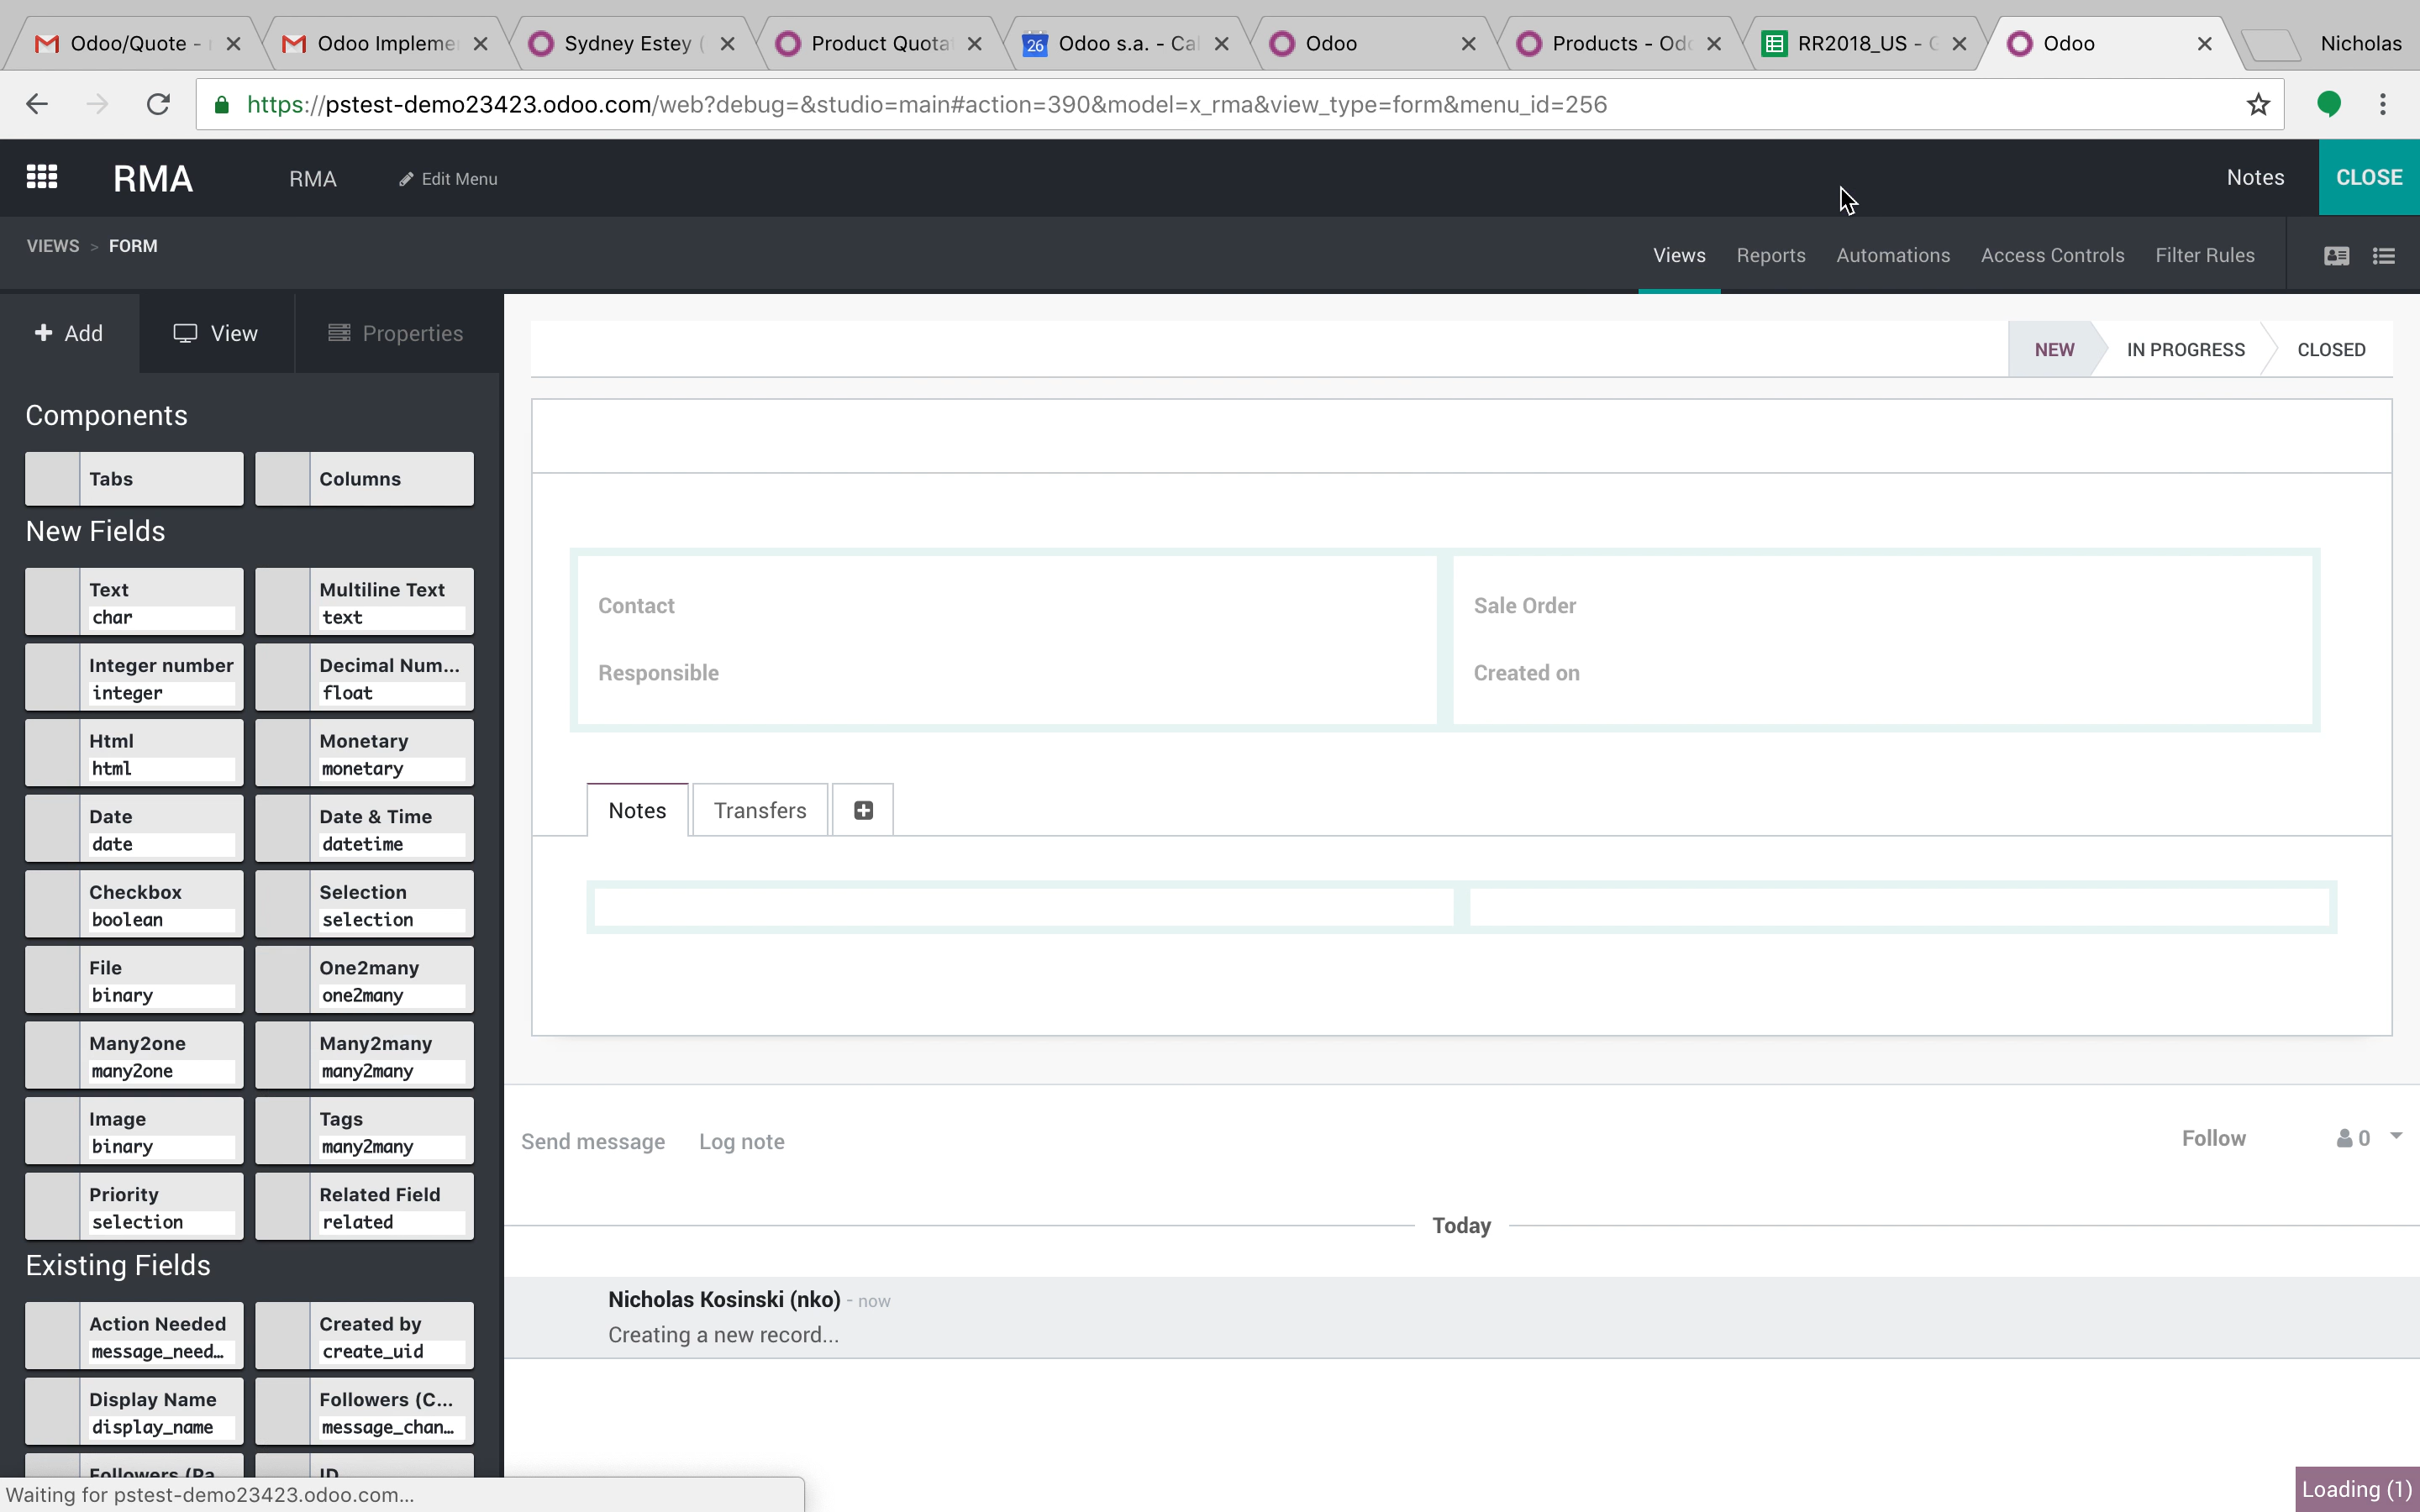 Odoo/Quote -
Odoo Impleme
Sydney Estey (
Product Quota
26 Odoo s.a. - Cal
Odoo
Products - Odo
RR2018_US - G
Odoo
Nicholas
https://pstest-demo23423.odoo.com/web?debug=&studio=main#action=390&model=x_rma&view_type=form&menu_id=256
RMA RMA Edit Menu Notes CLOSE
VIEWS > FORM Views Reports Automations Access Controls Filter Rules
Add View Properties
NEW IN PROGRESS CLOSED
Components
Tabs Columns
New Fields
Text Multiline Text
char text
Integer number Decimal Num...
integer float
Html Monetary
html monetary
Date Date & Time
date datetime
Checkbox Selection
boolean selection
File One2many
binary one2many
Many2one Many2many
many2one many2many
Image Tags
binary many2many
Priority Related Field
selection related
Existing Fields
Action Needed Created by
message_need… create_uid
Display Name Followers (C...
display_name message_chan…
Followers (Pa ID
Contact Sale Order
Responsible Created on
Notes Transfers
Send message Log note Follow 0
Today
Nicholas Kosinski (nko) - now
Creating a new record...
Waiting for pstest-demo23423.odoo.com...
Loading (1)